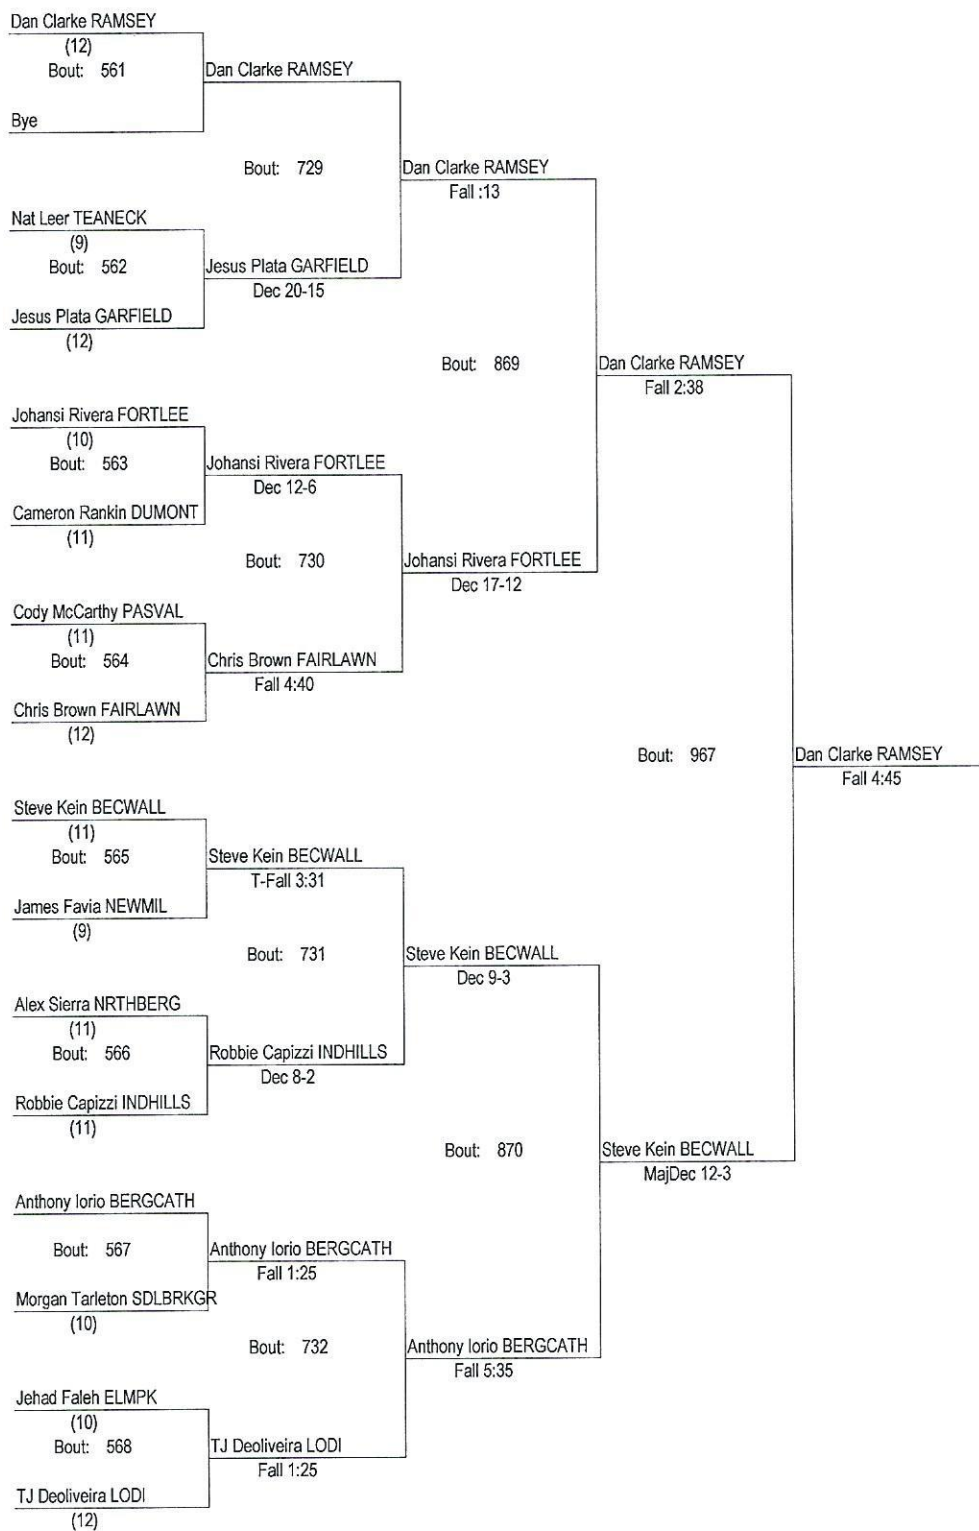 Dan Clarke RAMSEY
(12)
Bout: 561
Dan Clarke RAMSEY
Bye
Bout: 729
Dan Clarke RAMSEY
Fall :13
Nat Leer TEANECK
(9)
Bout: 562
Jesus Plata GARFIELD
Dec 20-15
Jesus Plata GARFIELD
(12)
Bout: 869
Dan Clarke RAMSEY
Fall 2:38
Johansi Rivera FORTLEE
(10)
Bout: 563
Johansi Rivera FORTLEE
Dec 12-6
Cameron Rankin DUMONT
(11)
Bout: 730
Johansi Rivera FORTLEE
Dec 17-12
Cody McCarthy PASVAL
(11)
Bout: 564
Chris Brown FAIRLAWN
Fall 4:40
Chris Brown FAIRLAWN
(12)
Bout: 967
Dan Clarke RAMSEY
Fall 4:45
Steve Kein BECWALL
(11)
Bout: 565
Steve Kein BECWALL
T-Fall 3:31
James Favia NEWMIL
(9)
Bout: 731
Steve Kein BECWALL
Dec 9-3
Alex Sierra NRTHBERG
(11)
Bout: 566
Robbie Capizzi INDHILLS
Dec 8-2
Robbie Capizzi INDHILLS
(11)
Bout: 870
Steve Kein BECWALL
MajDec 12-3
Anthony Iorio BERGCATH
Bout: 567
Anthony Iorio BERGCATH
Fall 1:25
Morgan Tarleton SDLBRKGR
(10)
Bout: 732
Anthony Iorio BERGCATH
Fall 5:35
Jehad Faleh ELMPK
(10)
Bout: 568
TJ Deoliveira LODI
Fall 1:25
TJ Deoliveira LODI
(12)